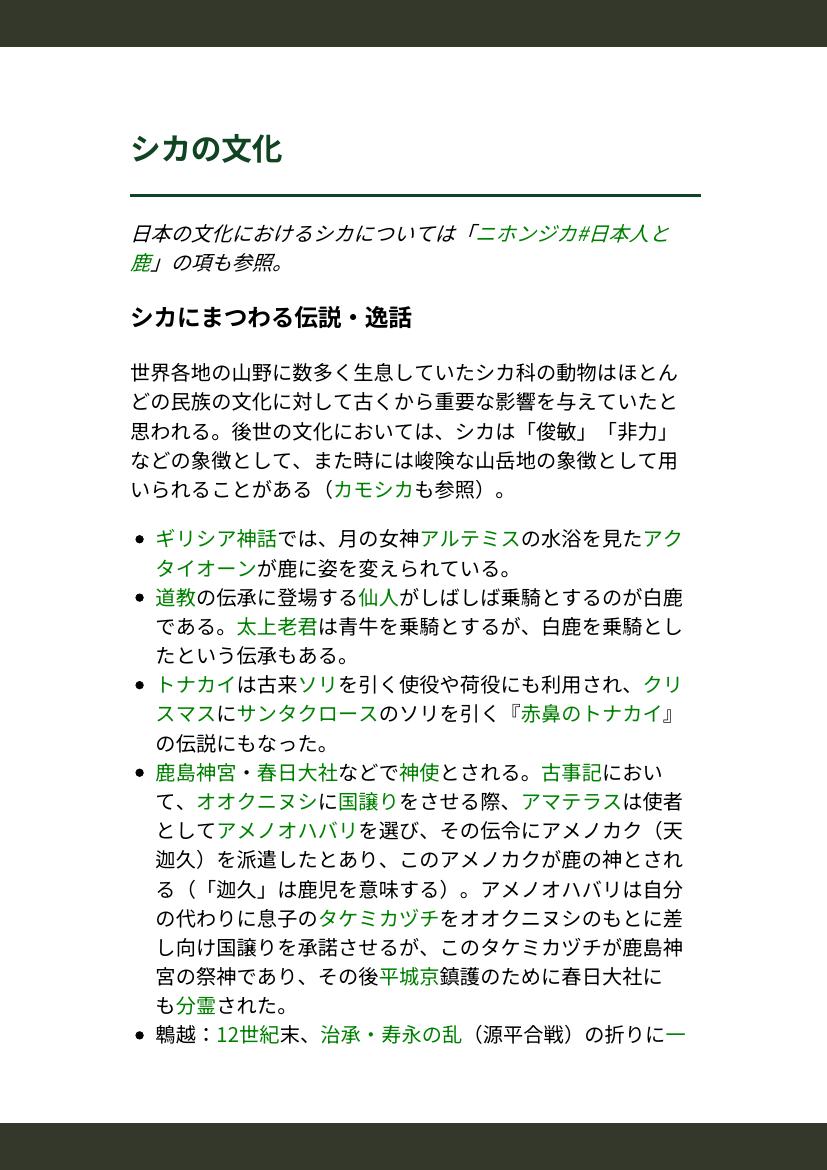 シカの文化
日本の文化におけるシカについては「ニホンジカ#日本人と
鹿」の項も参照。
シカにまつわる伝説・逸話
世界各地の山野に数多く生息していたシカ科の動物はほとん
どの民族の文化に対して古くから重要な影響を与えていたと
思われる。後世の文化においては、シカは「俊敏」「非力」
などの象徴として、また時には峻険な山岳地の象徴として用
いられることがある（カモシカも参照）。
• ギリシア神話では、月の女神アルテミスの水浴を見たアク
タイオーンが鹿に姿を変えられている。
• 道教の伝承に登場する仙人がしばしば乗騎とするのが白鹿
である。太上老君は青牛を乗騎とするが、白鹿を乗騎とし
たという伝承もある。
• トナカイは古来ソリを引く使役や荷役にも利用され、クリ
スマスにサンタクロースのソリを引く『赤鼻のトナカイ』
の伝説にもなった。
• 鹿島神宮・春日大社などで神使とされる。古事記におい
て、オオクニヌシに国譲りをさせる際、アマテラスは使者
としてアメノオハバリを選び、その伝令にアメノカク（天
迦久）を派遣したとあり、このアメノカクが鹿の神とされ
る（「迦久」は鹿児を意味する）。アメノオハバリは自分
の代わりに息子のタケミカヅチをオオクニヌシのもとに差
し向け国譲りを承諾させるが、このタケミカヅチが鹿島神
宮の祭神であり、その後平城京鎮護のために春日大社に
も分霊された。
• 鵯越：12世紀末、治承・寿永の乱（源平合戦）の折りに一